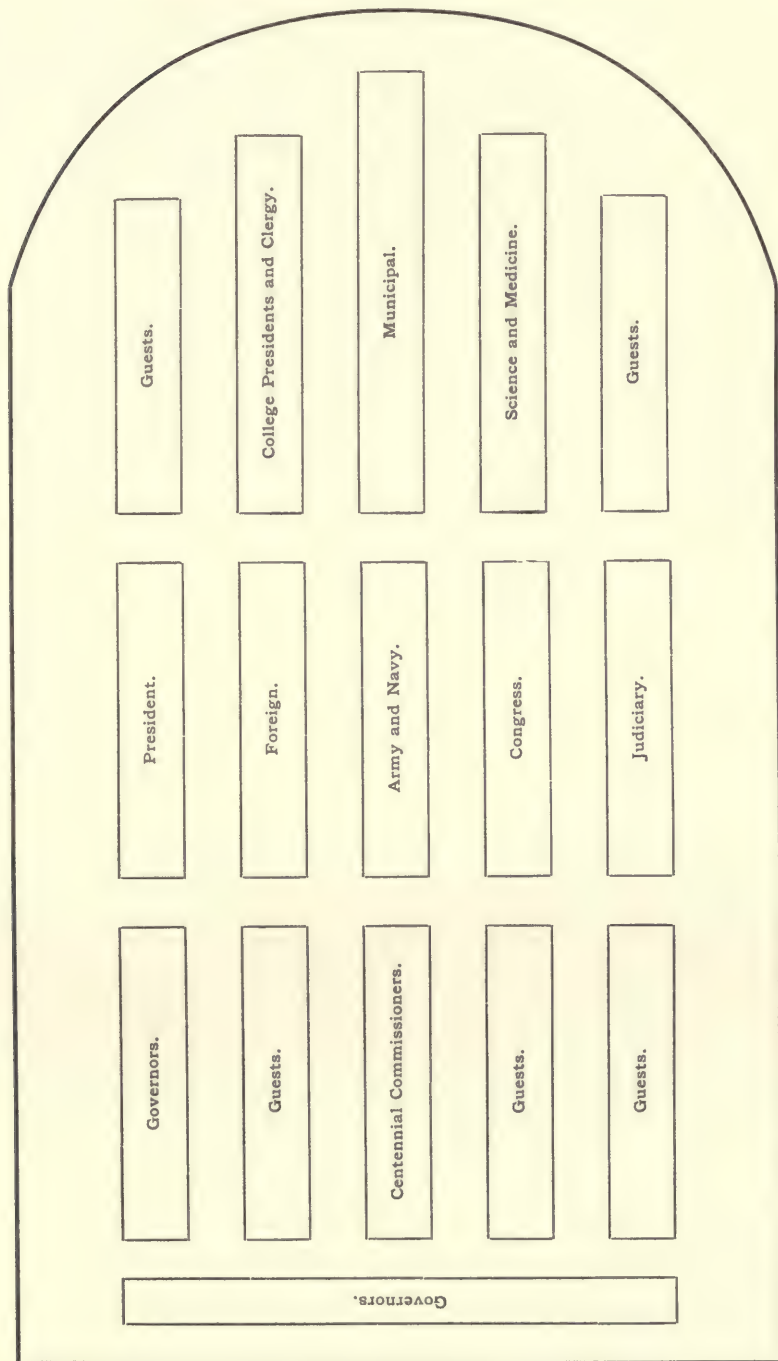 Guests.
College Presidents and Clergy.
Municipal.
Science and Medicine.
Guests.
President.
Foreign.
Army and Navy.
Congress.
Judiciary.
Governors.
Guests.
Centennial Commissioners.
Guests.
Guests.
Governors.